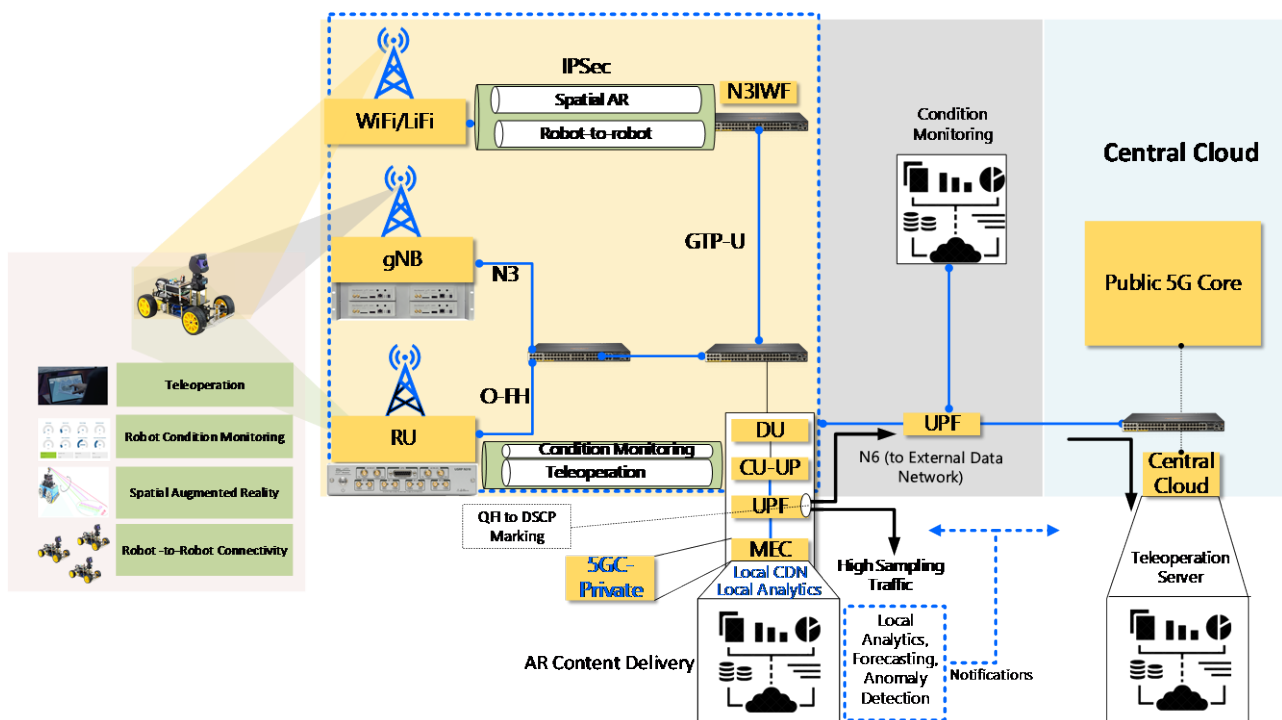 IPSec
Spatial AR
Robot-to-robot
N3IWF
WiFi/LiFi
Condition
Monitoring
Central Cloud
gNB
N3
GTP-U
Public 5G Core
Teleoperation
Robot Condition Monitoring
Spatial Augmented Reality
Robot -to-Robot Connectivity
O-FH
RU
Condition Monitoring
Teleoperation
DU
CU-UP
UPF
MEC
UPF
N6 (to External Data
Network)
Central
Cloud
QFI to DSCP
Marking
5GC-
Private
Local CDN
Local Analytics
High Sampling
Traffic
Teleoperation
Server
AR Content Delivery
Local
Analytics,
Forecasting,
Anomaly
Detection
Notifications